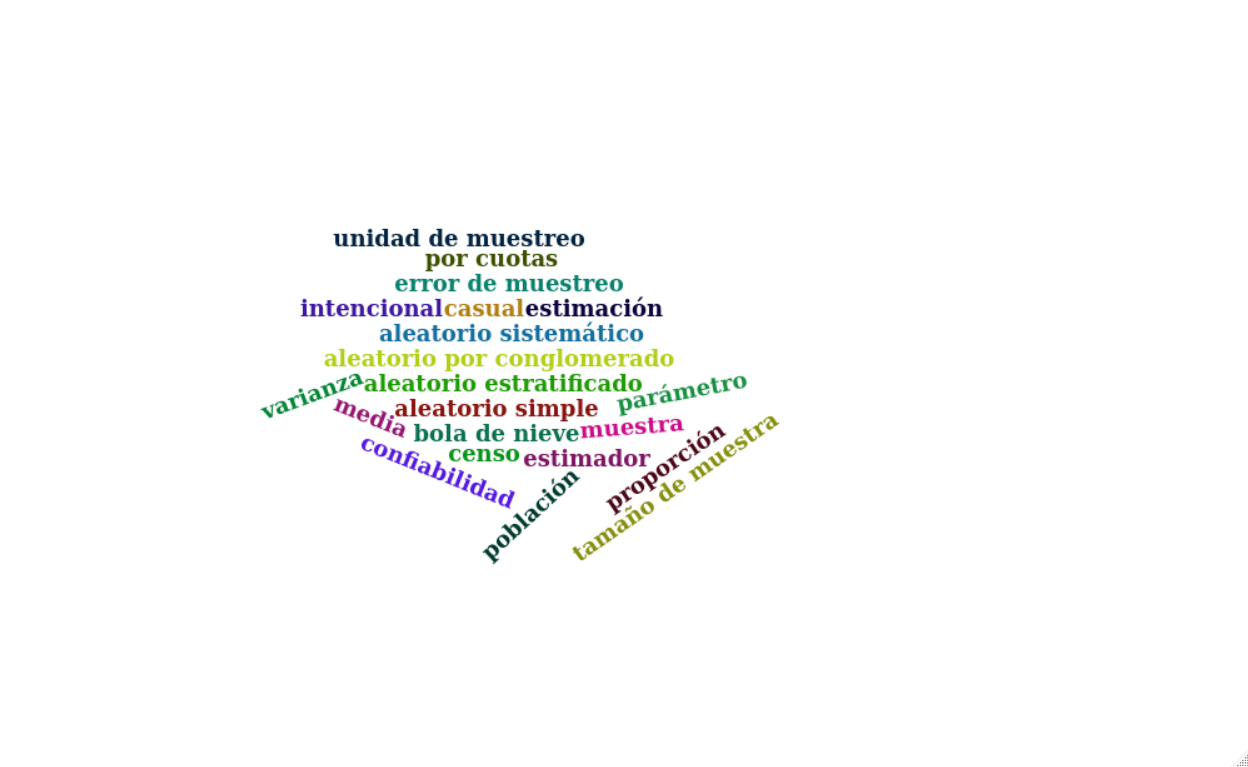 unidad de muestreo
por cuotas
error de muestreo
intencional casual estimación
aleatorio sistemático
aleatorio por conglomerado
varianza aleatorio estratificado parámetro
media aleatorio simple
bola de nieve muestra
confiabilidad censo estimador proporción
población tamaño de muestra